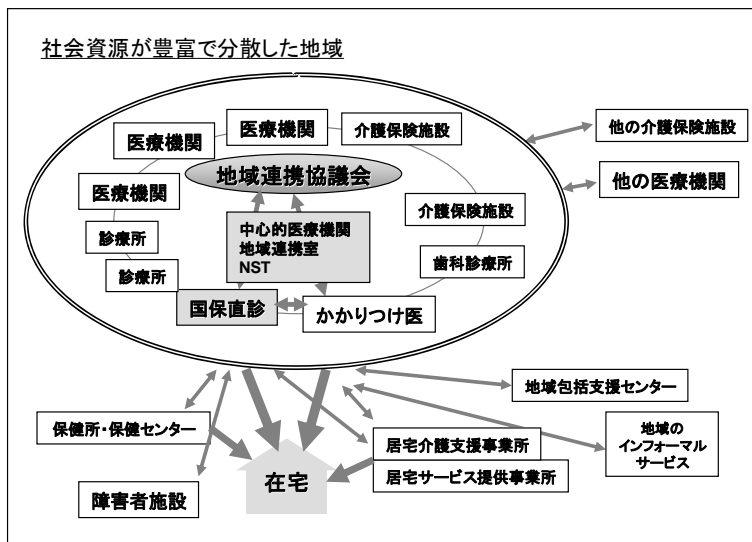 社会資源が豊富で分散した地域
医療機関
介護保険施設
医療機関
他の介護保険施設
地域連携協議会
他の医療機関
医療機関
介護保険施設
中心的医療機関
地域連携室
NST
診療所
歯科診療所
診療所
国保直診
かかりつけ医
地域包括支援センター
保健所・保健センター
居宅介護支援事業所
地域の
インフォーマル
サービス
在宅
居宅サービス提供事業所
障害者施設